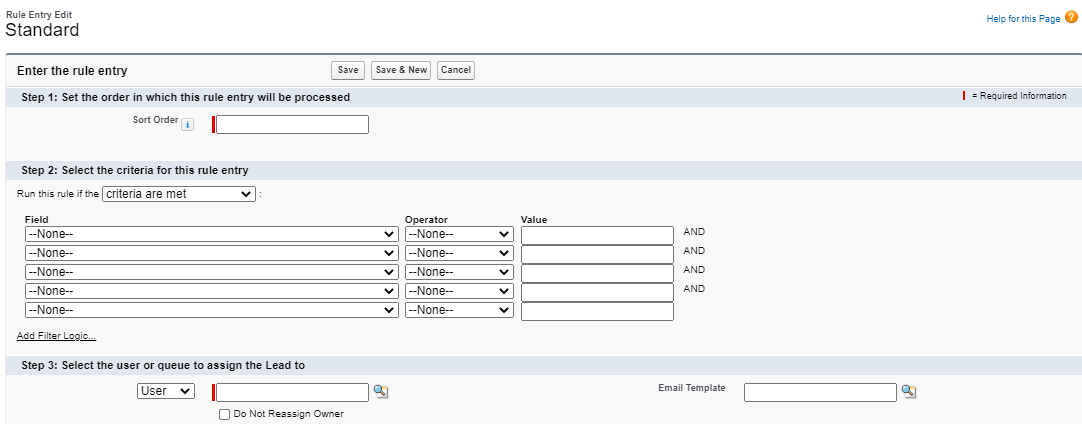 Rule Entry Edit
Standard
Help for this Page ?
Enter the rule entry Save Save & New Cancel
Step 1: Set the order in which this rule entry will be processed = Required Information
Sort Order i
Step 2: Select the criteria for this rule entry
Run this rule if the criteria are met :
Field Operator Value
--None-- --None-- AND
--None-- --None-- AND
--None-- --None-- AND
--None-- --None-- AND
--None-- --None--
Add Filter Logic...
Step 3: Select the user or queue to assign the Lead to
User Email Template
Do Not Reassign Owner